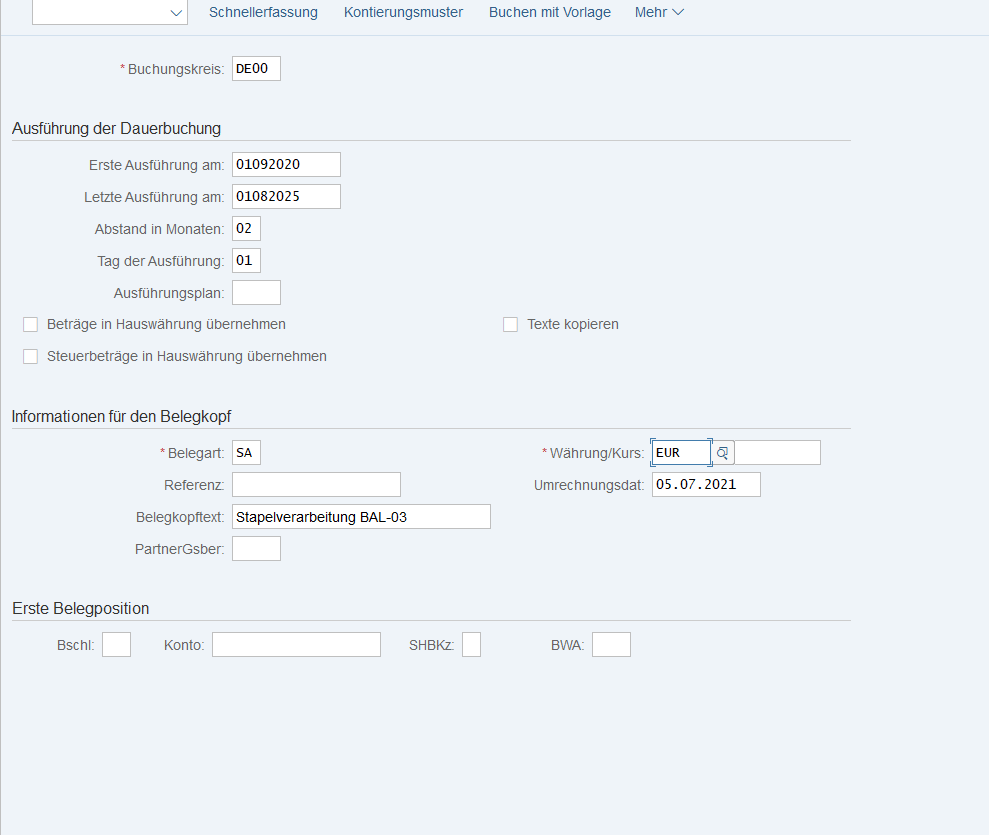 Schnellerfassung Kontierungsmuster Buchen mit Vorlage Mehr
* Buchungskreis: DE00
Ausführung der Dauerbuchung
Erste Ausführung am: 01092020
Letzte Ausführung am: 01082025
Abstand in Monaten: 02
Tag der Ausführung: 01
Ausführungsplan:
Beträge in Hauswährung übernehmen Texte kopieren
Steuerbeträge in Hauswährung übernehmen
Informationen für den Belegkopf
* Belegart: SA * Währung/Kurs: EUR
Referenz: Umrechnungsdat: 05.07.2021
Belegkopftext: Stapelverarbeitung BAL-03
PartnerGsber:
Erste Belegposition
Bschl: Konto: SHBKz: BWA: